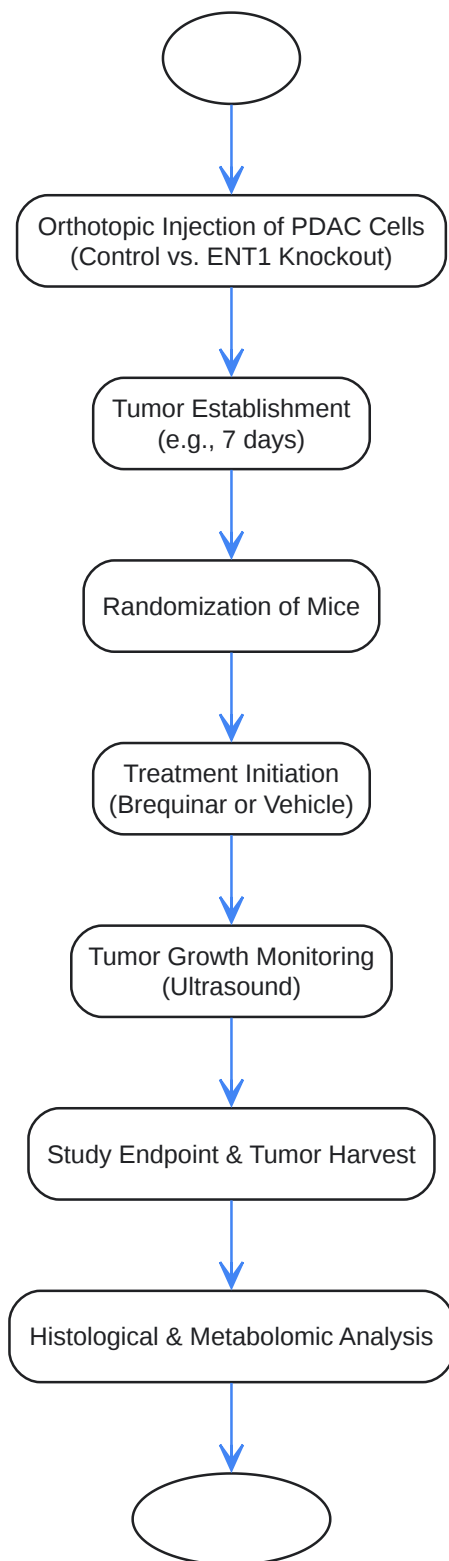 Orthotopic Injection of PDAC Cells
(Control vs. ENT1 Knockout)
Tumor Establishment
(e.g., 7 days)
Randomization of Mice
Treatment Initiation
(Brequinar or Vehicle)
Tumor Growth Monitoring
(Ultrasound)
Study Endpoint & Tumor Harvest
Histological & Metabolomic Analysis